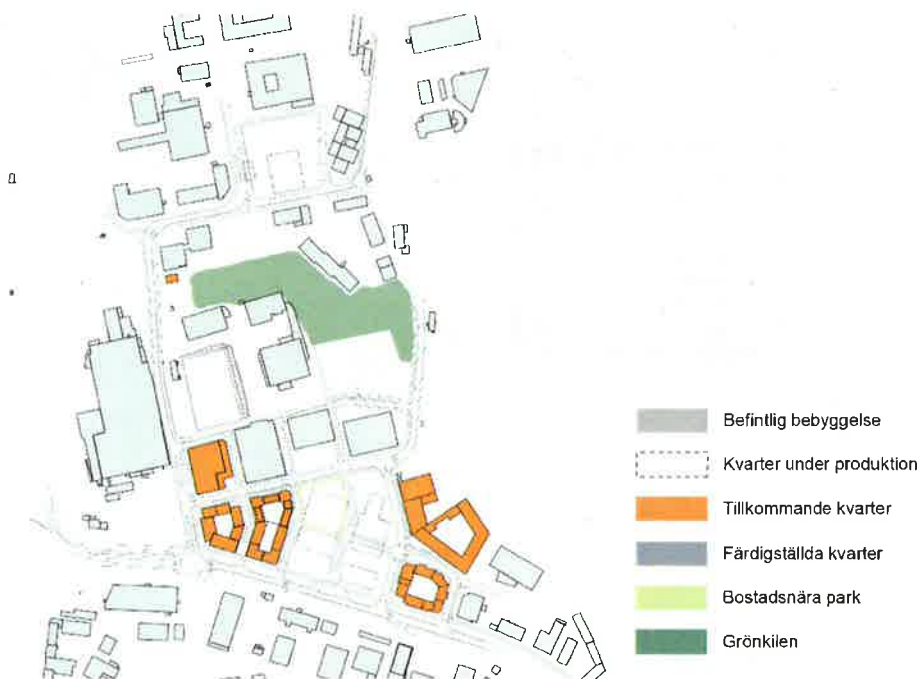 Befintlig bebyggelse
Kvarter under produktion
Tillkommande kvarter
Färdigställda kvarter
Bostadsnära park
Grönkilen